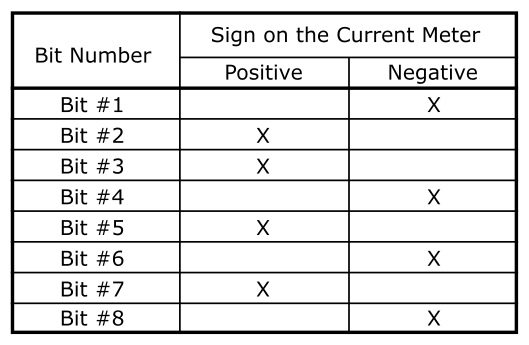 Bit Number
Sign on the Current Meter
Positive Negative
Bit #1 X
Bit #2 X
Bit #3 X
Bit #4 X
Bit #5 X
Bit #6 X
Bit #7 X
Bit #8 X